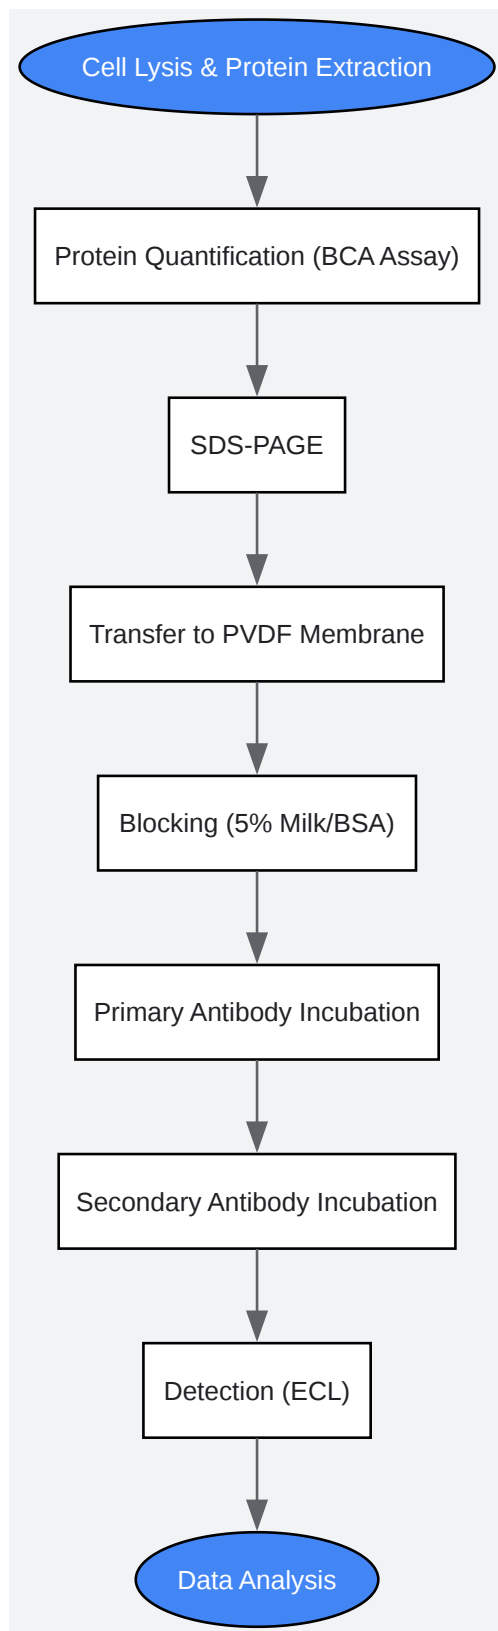 Cell Lysis & Protein Extraction
Protein Quantification (BCA Assay)
SDS-PAGE
Transfer to PVDF Membrane
Blocking (5% Milk/BSA)
Primary Antibody Incubation
Secondary Antibody Incubation
Detection (ECL)
Data Analysis